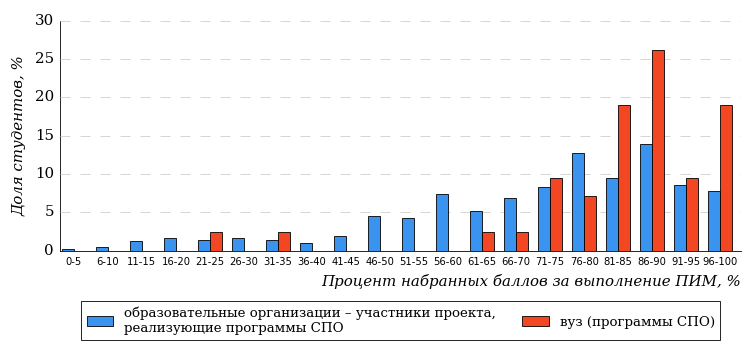 30
25
20
15
10
5
0
Доля студентов, %
0-5 6-10 11-15 16-20 21-25 26-30 31-35 36-40 41-45 46-50 51-55 56-60 61-65 66-70 71-75 76-80 81-85 86-90 91-95 96-100
Процент набранных баллов за выполнение ПИМ, %
образовательные организации – участники проекта,
реализующие программы СПО
вуз (программы СПО)